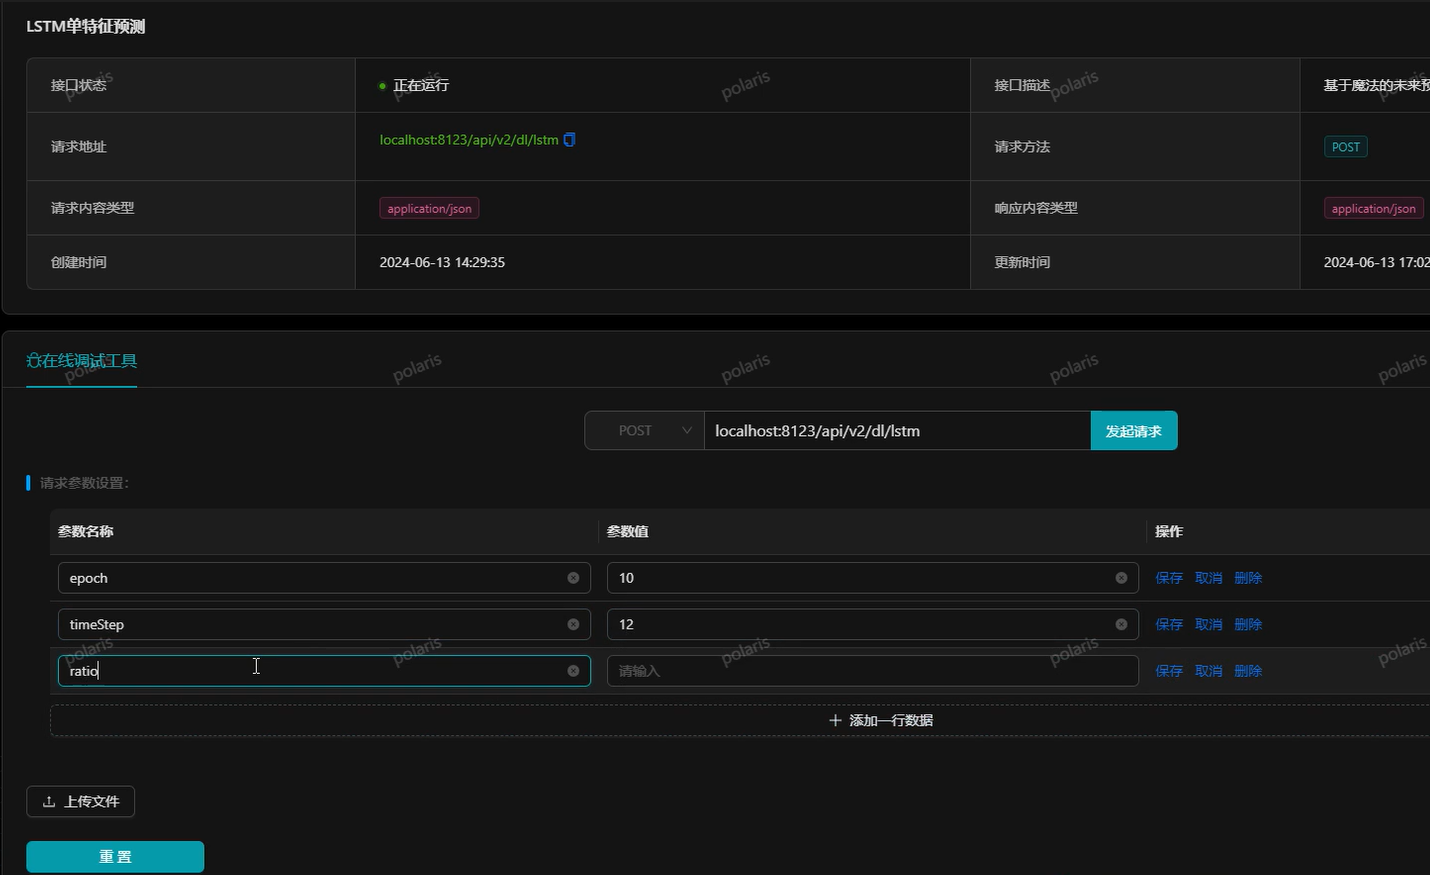 LSTM单特征预测
接口状态
正在运行
接口描述
基于魔法的未来预
请求地址
localhost:8123/api/v2/dl/lstm
请求方法
POST
请求内容类型
application/json
响应内容类型
application/json
创建时间
2024-06-13 14:29:35
更新时间
2024-06-13 17:02
polaris polaris polaris polaris polaris
在线调试工具
polaris polaris polaris polaris polaris
POST
localhost:8123/api/v2/dl/lstm
发起请求
请求参数设置:
参数名称
参数值
操作
epoch
10
保存 取消 删除
timeStep
12
保存 取消 删除
polaris polaris polaris polaris polaris
ratio
请输入
保存 取消 删除
+ 添加一行数据
上传文件
重 置